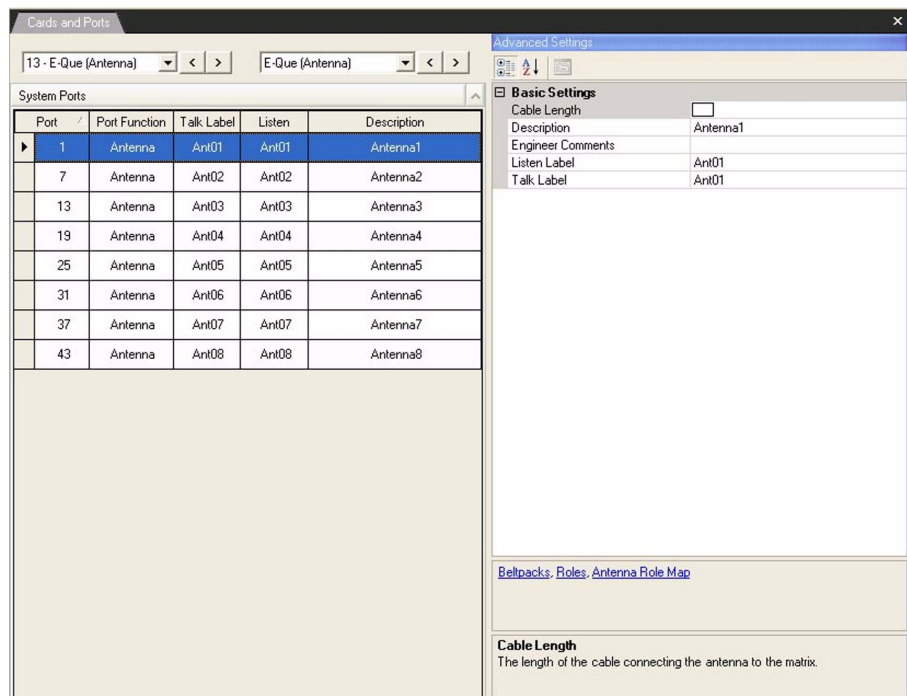 Cards and Ports
13 - E-Que (Antenna) < > E-Que (Antenna) < >
System Ports
Port Port Function Talk Label Listen Description
1 Antenna Ant01 Ant01 Antenna1
7 Antenna Ant02 Ant02 Antenna2
13 Antenna Ant03 Ant03 Antenna3
19 Antenna Ant04 Ant04 Antenna4
25 Antenna Ant05 Ant05 Antenna5
31 Antenna Ant06 Ant06 Antenna6
37 Antenna Ant07 Ant07 Antenna7
43 Antenna Ant08 Ant08 Antenna8
Advanced Settings
Basic Settings
Cable Length
Description Antenna1
Engineer Comments
Listen Label Ant01
Talk Label Ant01
Beltpacks, Roles, Antenna Role Map
Cable Length
The length of the cable connecting the antenna to the matrix.